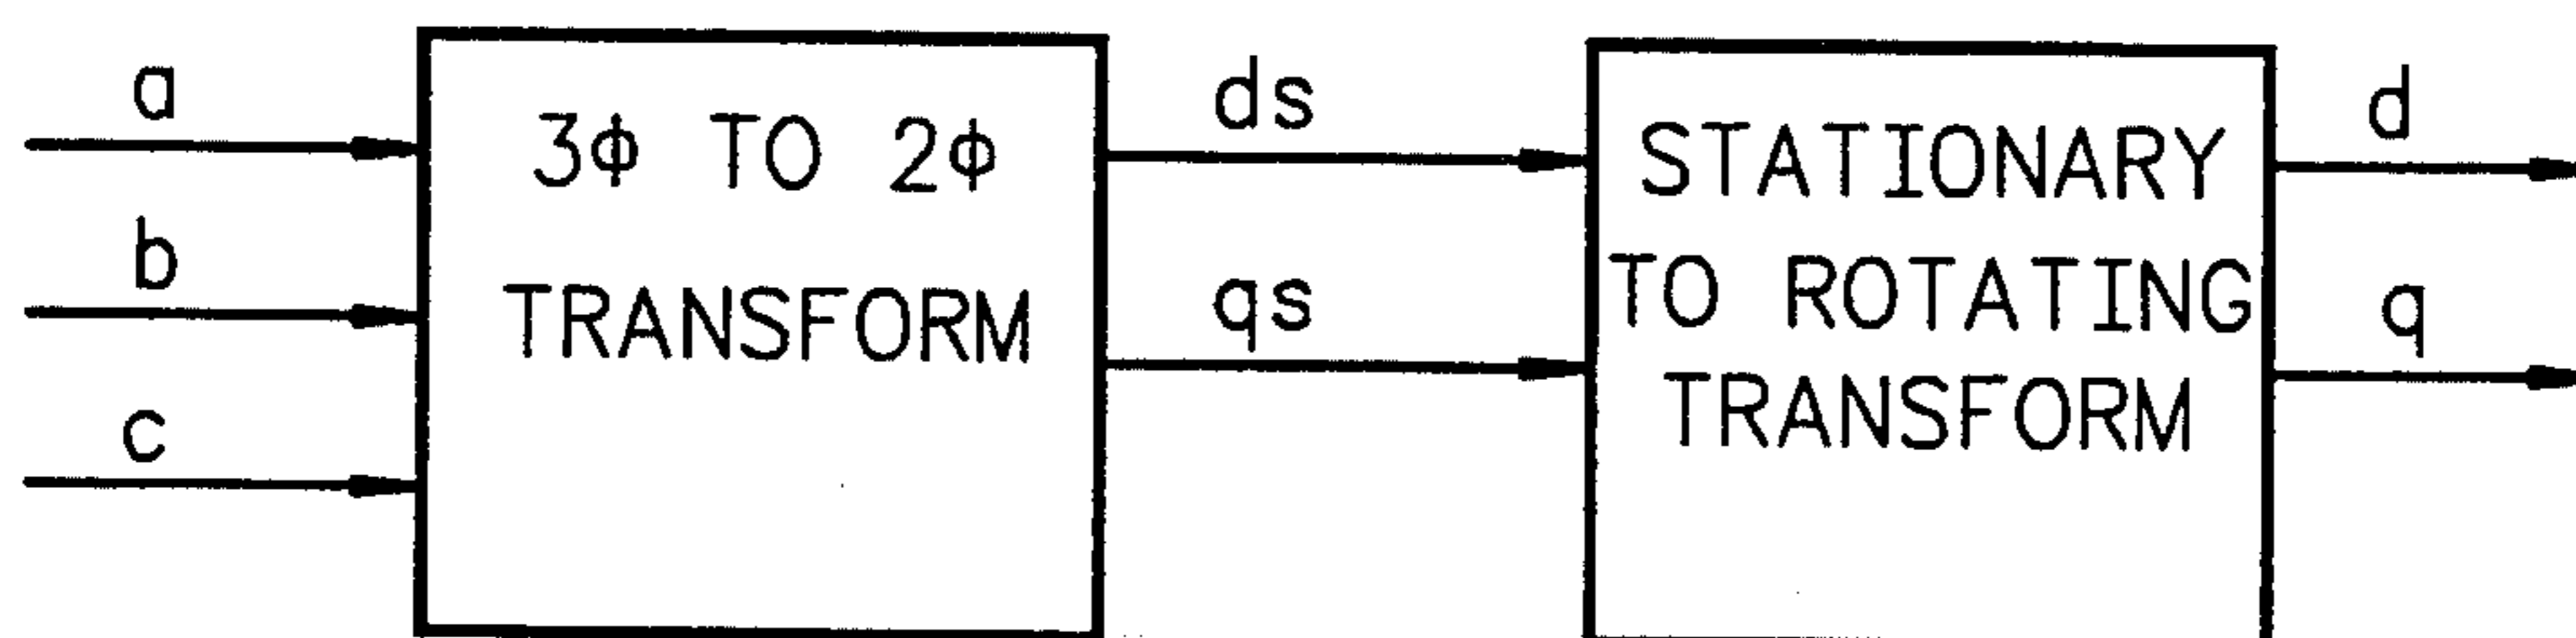 a
b
c
3Φ TO 2Φ
TRANSFORM
ds
qs
STATIONARY
TO ROTATING
TRANSFORM
d
q